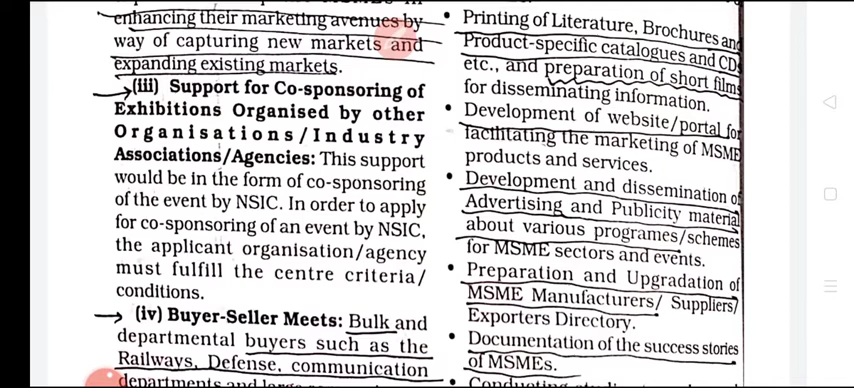 enhancing their marketing avenues by
way of capturing new markets and
expanding existing markets.
(iii) Support for Co-sponsoring of
Exhibitions Organised by other
Organisations/Industry
Associations/Agencies: This support
would be in the form of co-sponsoring
of the event by NSIC. In order to apply
for co-sponsoring of an event by NSIC,
the applicant organisation/agency
must fulfill the centre criteria/
conditions.
(iv) Buyer-Seller Meets: Bulk and
departmental buyers such as the
Railways, Defense, communication
departments and large
• Printing of Literature, Brochures and
Product-specific catalogues and CDs
etc., and preparation of short films
for disseminating information.
• Development of website/portal for
facilitating the marketing of MSME
products and services.
• Development and dissemination of
Advertising and Publicity material
about various programes/schemes
for MSME sectors and events.
• Preparation and Upgradation of
MSME Manufacturers/ Suppliers/
Exporters Directory.
• Documentation of the success stories
of MSMEs.
• Conducting